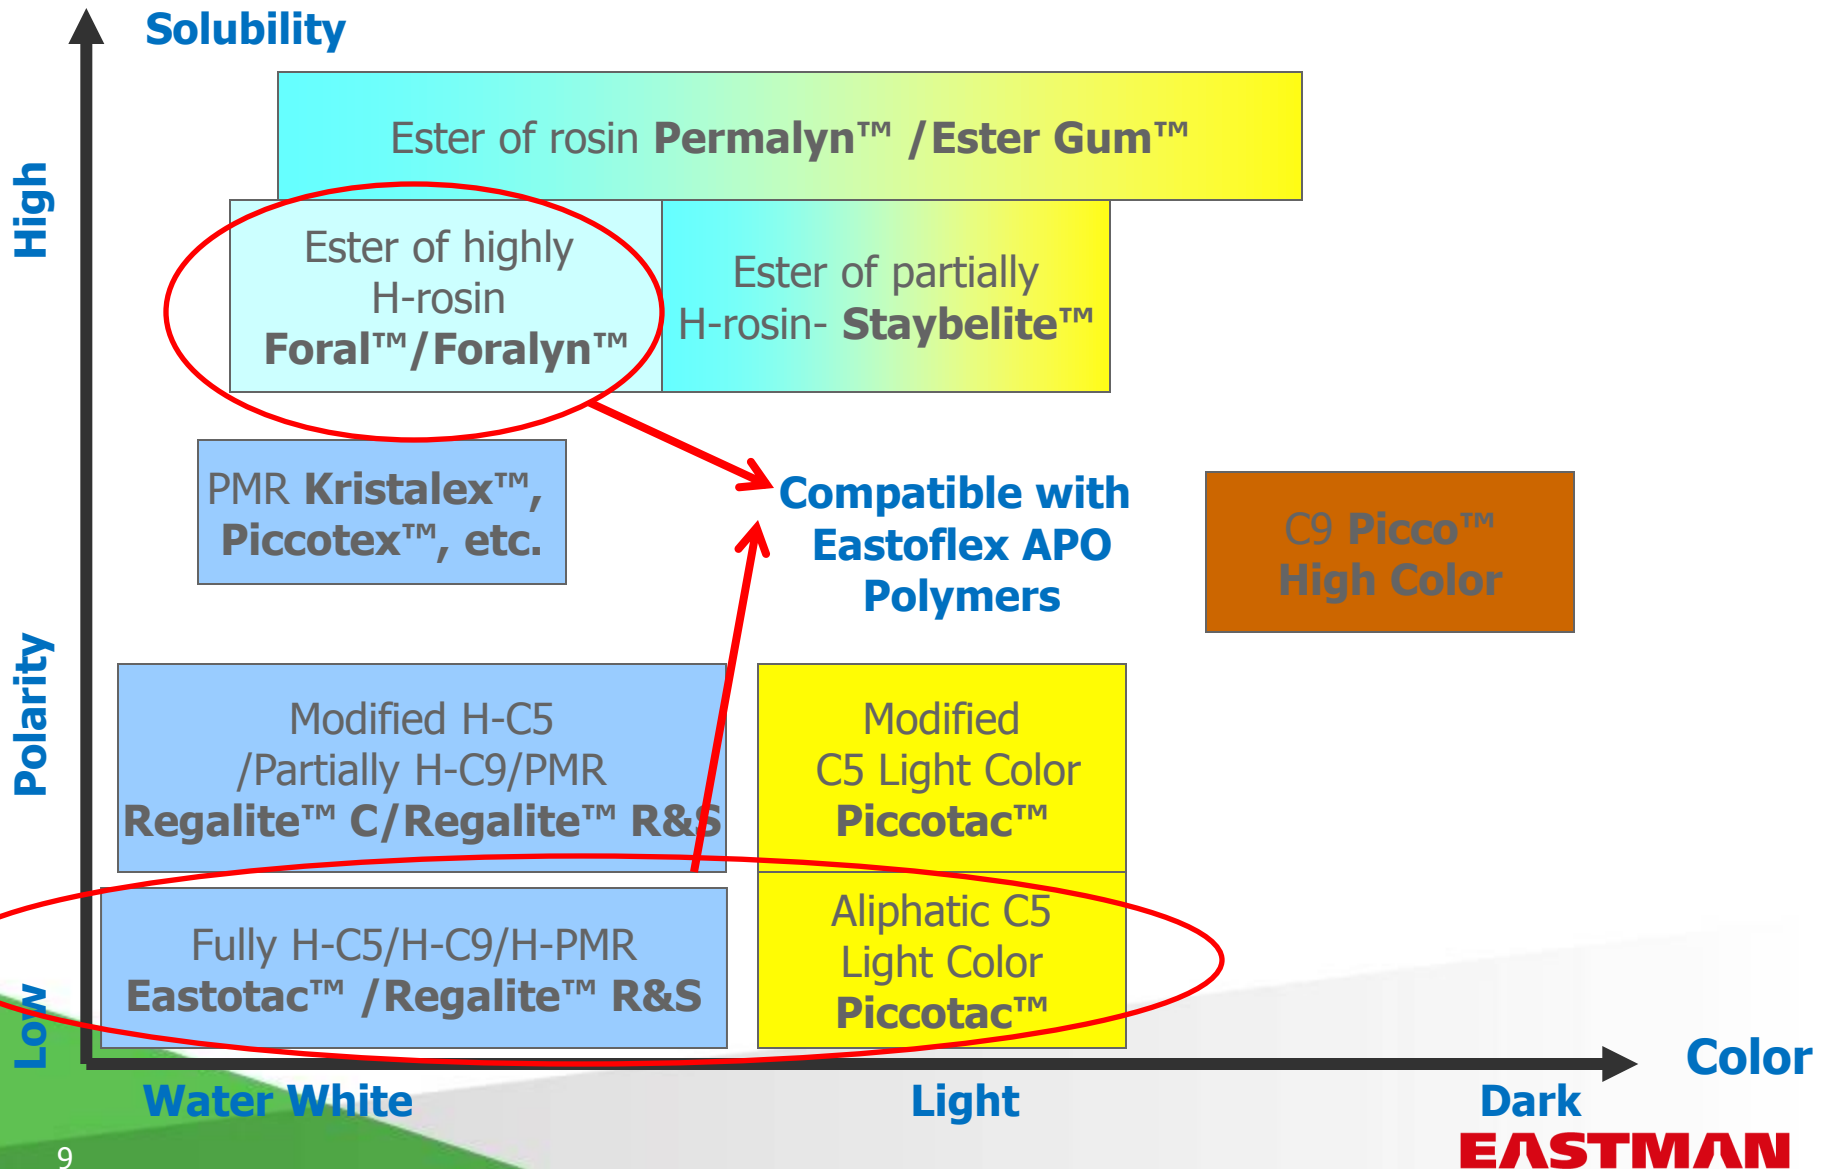 Solubility
High
Polarity
Low
Ester of rosin Permalyn™ /Ester Gum™
Ester of highly
H-rosin
Foral™/Foralyn™
Ester of partially
H-rosin- Staybelite™
PMR Kristalex™,
Piccotex™, etc.
Compatible with
Eastoflex APO
Polymers
C9 Picco™
High Color
Modified H-C5
/Partially H-C9/PMR
Regalite™ C/Regalite™ R&S
Modified
C5 Light Color
Piccotac™
Fully H-C5/H-C9/H-PMR
Eastotac™ /Regalite™ R&S
Aliphatic C5
Light Color
Piccotac™
Color
Water White
Light
Dark
9
EASTMAN